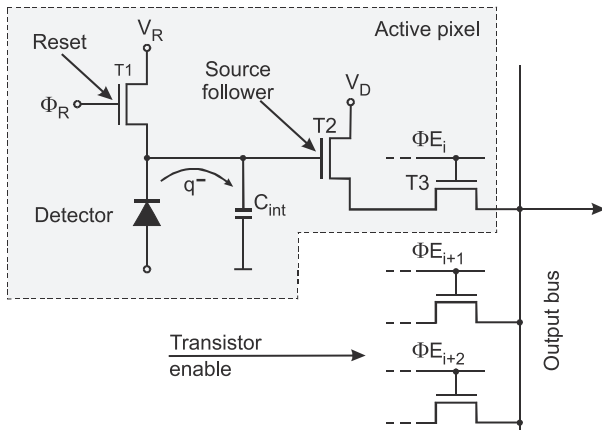 Active pixel
V_R
Reset
T1
Φ_R
Source
follower
V_D
T2
ΦE_i
T3
q⁻
C_int
Detector
ΦE_i+1
Output bus
Transistor
enable
ΦE_i+2